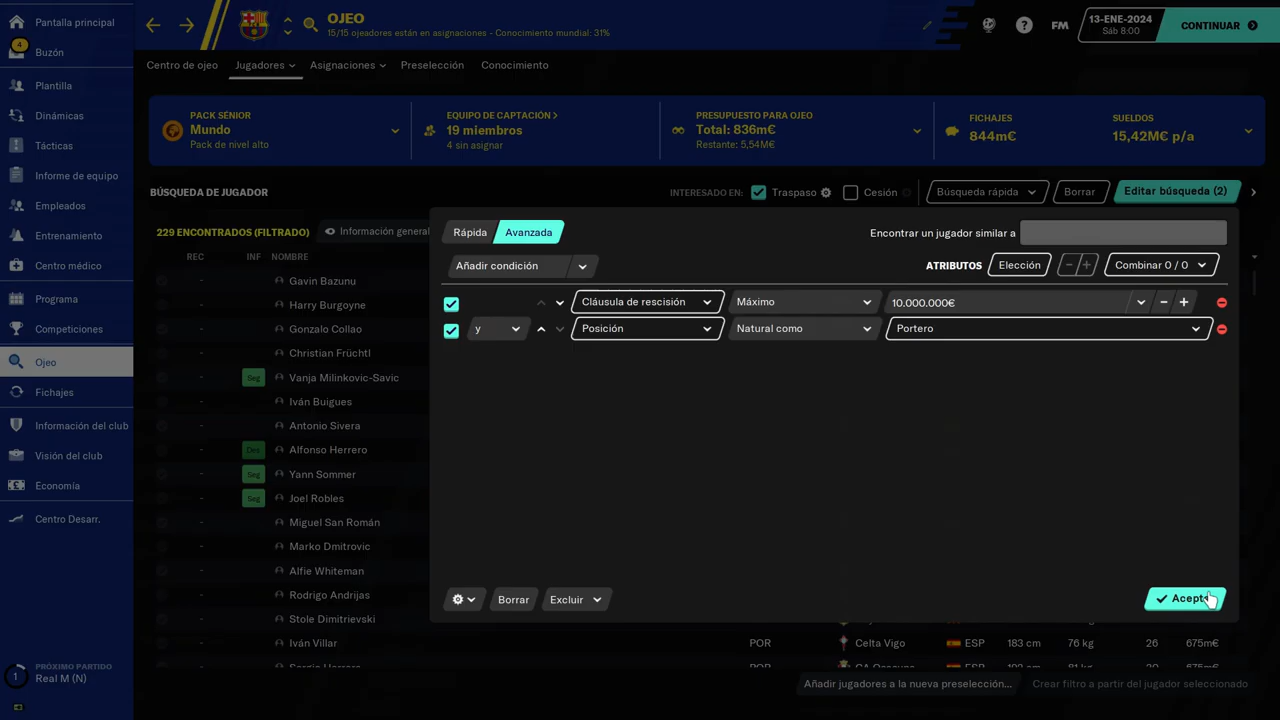 Pantalla principal
4
Buzón
Plantilla
Dinámicas
Tácticas
Informe de equipo
Empleados
Entrenamiento
Centro médico
Programa
Competiciones
Ojeo
Fichajes
Información del club
Visión del club
Economía
Centro Desarr.
1
PRÓXIMO PARTIDO
Real M (N)
OJEO
15/15 ojeadores están en asignaciones - Conocimiento mundial: 31%
?
FM
13-ENE-2024
Sáb 8:00
CONTINUAR
Centro de ojeo
Jugadores
Asignaciones
Preselección
Conocimiento
PACK SÉNIOR
Mundo
Pack de nivel alto
EQUIPO DE CAPTACIÓN >
19 miembros
4 sin asignar
PRESUPUESTO PARA OJEO
Total: 836m€
Restante: 5,54M€
FICHAJES
844m€
SUELDOS
15,42M€ p/a
BÚSQUEDA DE JUGADOR
INTERESADO EN:
Traspaso
Cesión
Búsqueda rápida
Borrar
Editar búsqueda (2)
229 ENCONTRADOS (FILTRADO)
Información general
REC INF NOMBRE
- Gavin Bazunu
- Harry Burgoyne
- Gonzalo Collao
- Christian Früchtl
- Seg Vanja Milinkovic-Savic
- Iván Buigues
- Antonio Sivera
- Des Alfonso Herrero
- Seg Yann Sommer
- Seg Joel Robles
- Miguel San Román
- Marko Dmitrovic
- Alfie Whiteman
- Rodrigo Andrijas
- Stole Dimitrievski
- Iván Villar POR Celta Vigo ESP 183 cm 76 kg 26 675m€
- Sergio Herrero
Rápida
Avanzada
Encontrar un jugador similar a
Añadir condición
ATRIBUTOS
Elección
-/+
Combinar 0 / 0
Cláusula de rescisión
Máximo
10.000.000€
y
Posición
Natural como
Portero
Borrar
Excluir
Añadir jugadores a la nueva preselección...
Crear filtro a partir del jugador seleccionado